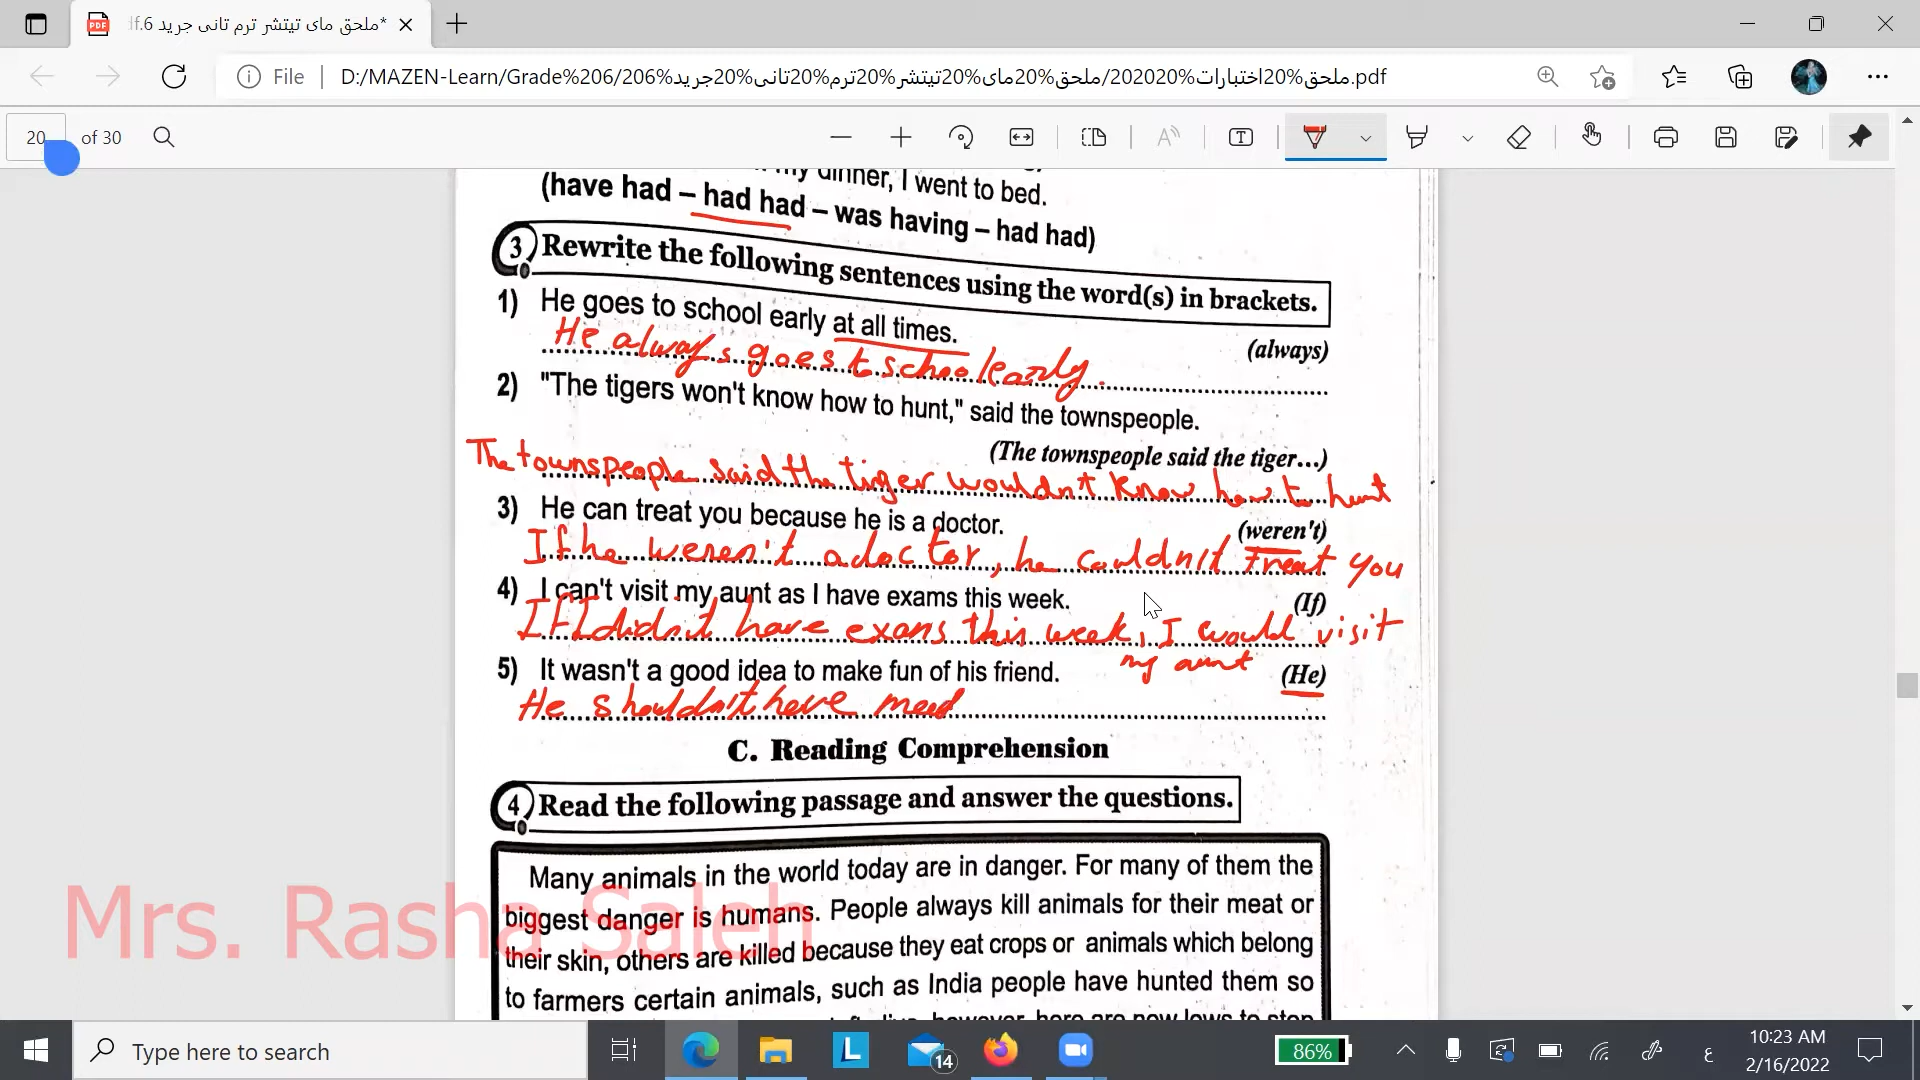 *ملحق ماى تيتشر ترم تانى جريد 6.
File
D:/MAZEN-Learn/Grade%206/206%ملحق%20ماى%20تيتشر%20ترم%20تانى%20جريد/202020%ملحق%20اختبارات.pdf
20 of 30
my dinner, I went to bed.
(have had – had had – was having – had had)
3 Rewrite the following sentences using the word(s) in brackets.
1) He goes to school early at all times. (always)
He always goes to school early.
2) "The tigers won't know how to hunt," said the townspeople.
(The townspeople said the tiger...)
The townspeople said the tiger wouldn't know how to hunt
3) He can treat you because he is a doctor. (weren't)
If he weren't a doctor, he couldn't treat you
4) I can't visit my aunt as I have exams this week. (If)
If I didn't have exams this week, I would visit
my aunt
5) It wasn't a good idea to make fun of his friend. (He)
He shouldn't have
C. Reading Comprehension
4 Read the following passage and answer the questions.
Many animals in the world today are in danger. For many of them the
biggest danger is humans. People always kill animals for their meat or
their skin, others are killed because they eat crops or animals which belong
to farmers certain animals, such as India people have hunted them so
Mrs. Rasha Saleh
Type here to search
14
86%
ع
10:23 AM
2/16/2022